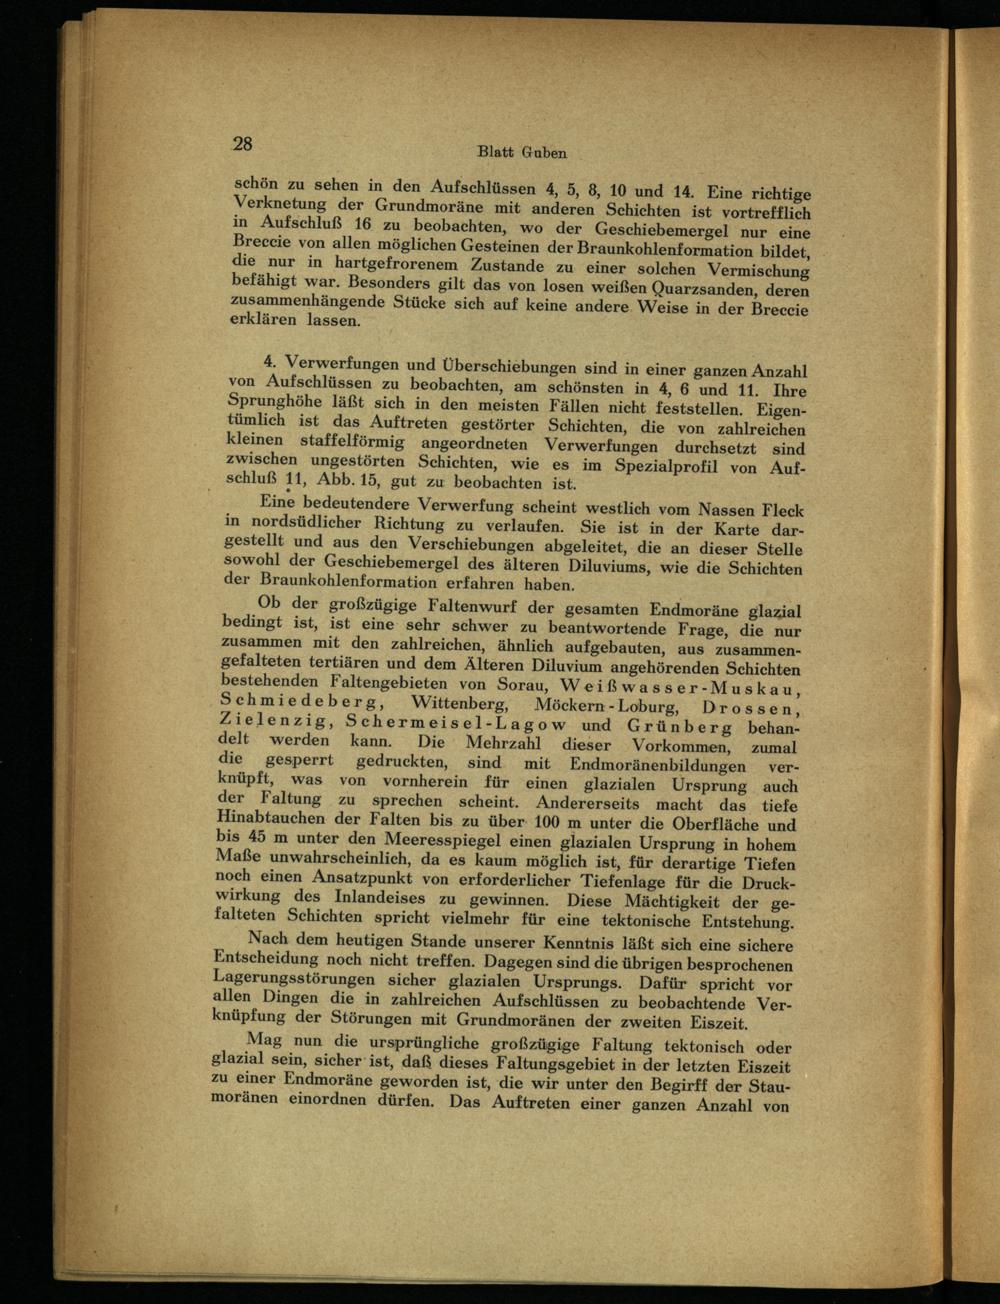 28
Blatt Guben
schön zu sehen in den Aufschlüssen 4, 5, 8, 10 und 14. Eine richtige
Verknetung der Grundmoräne mit anderen Schichten ist vortrefflich
in Aufschluß 16 zu beobachten, wo der Geschiebemergel nur eine
Breccie von allen möglichen Gesteinen der Braunkohlenformation bildet,
die nur in hartgefrorenem Zustande zu einer solchen Vermischung
befähigt war. Besonders gilt das von losen weißen Quarzsanden, deren
zusammenhängende Stücke sich auf keine andere Weise in der Breccie
erklären lassen.
4. Verwerfungen und Überschiebungen sind in einer ganzen Anzahl
von Aufschlüssen zu beobachten, am schönsten in 4, 6 und 11. Ihre
Sprunghöhe läßt sich in den meisten Fällen nicht feststellen. Eigen-
tümlich ist das Auftreten gestörter Schichten, die von zahlreichen
kleinen staffelförmig angeordneten Verwerfungen durchsetzt sind
zwischen ungestörten Schichten, wie es im Spezialprofil von Auf-
schluß 11, Abb. 15, gut zu beobachten ist.
Eine bedeutendere Verwerfung scheint westlich vom Nassen Fleck
in nordsüdlicher Richtung zu verlaufen. Sie ist in der Karte dar-
gestellt und aus den Verschiebungen abgeleitet, die an dieser Stelle
sowohl der Geschiebemergel des älteren Diluviums, wie die Schichten
der Braunkohlenformation erfahren haben.
Ob der großzügige Faltenwurf der gesamten Endmoräne glazial
bedingt ist, ist eine sehr schwer zu beantwortende Frage, die nur
zusammen mit den zahlreichen, ähnlich aufgebauten, aus zusammen-
gefalteten tertiären und dem Älteren Diluvium angehörenden Schichten
bestehenden Faltengebieten von Sorau, Weißwasser-Muskau,
Schmiedeberg, Wittenberg, Möckern-Loburg, Drossen,
Zielenzig, Schermeisel-Lagow und Grünberg behan-
delt werden kann. Die Mehrzahl dieser Vorkommen, zumal
die gesperrt gedruckten, sind mit Endmoränenbildungen ver-
knüpft, was von vornherein für einen glazialen Ursprung auch
der Faltung zu sprechen scheint. Andererseits macht das tiefe
Hinabtauchen der Falten bis zu über 100 m unter die Oberfläche und
bis 45 m unter den Meeresspiegel einen glazialen Ursprung in hohem
Maße unwahrscheinlich, da es kaum möglich ist, für derartige Tiefen
noch einen Ansatzpunkt von erforderlicher Tiefenlage für die Druck-
wirkung des Inlandeises zu gewinnen. Diese Mächtigkeit der ge-
falteten Schichten spricht vielmehr für eine tektonische Entstehung.
Nach dem heutigen Stande unserer Kenntnis läßt sich eine sichere
Entscheidung noch nicht treffen. Dagegen sind die übrigen besprochenen
Lagerungsstörungen sicher glazialen Ursprungs. Dafür spricht vor
allen Dingen die in zahlreichen Aufschlüssen zu beobachtende Ver-
knüpfung der Störungen mit Grundmoränen der zweiten Eiszeit.
Mag nun die ursprüngliche großzügige Faltung tektonisch oder
glazial sein, sicher ist, daß dieses Faltungsgebiet in der letzten Eiszeit
zu einer Endmoräne geworden ist, die wir unter den Begirff der Stau-
moränen einordnen dürfen. Das Auftreten einer ganzen Anzahl von